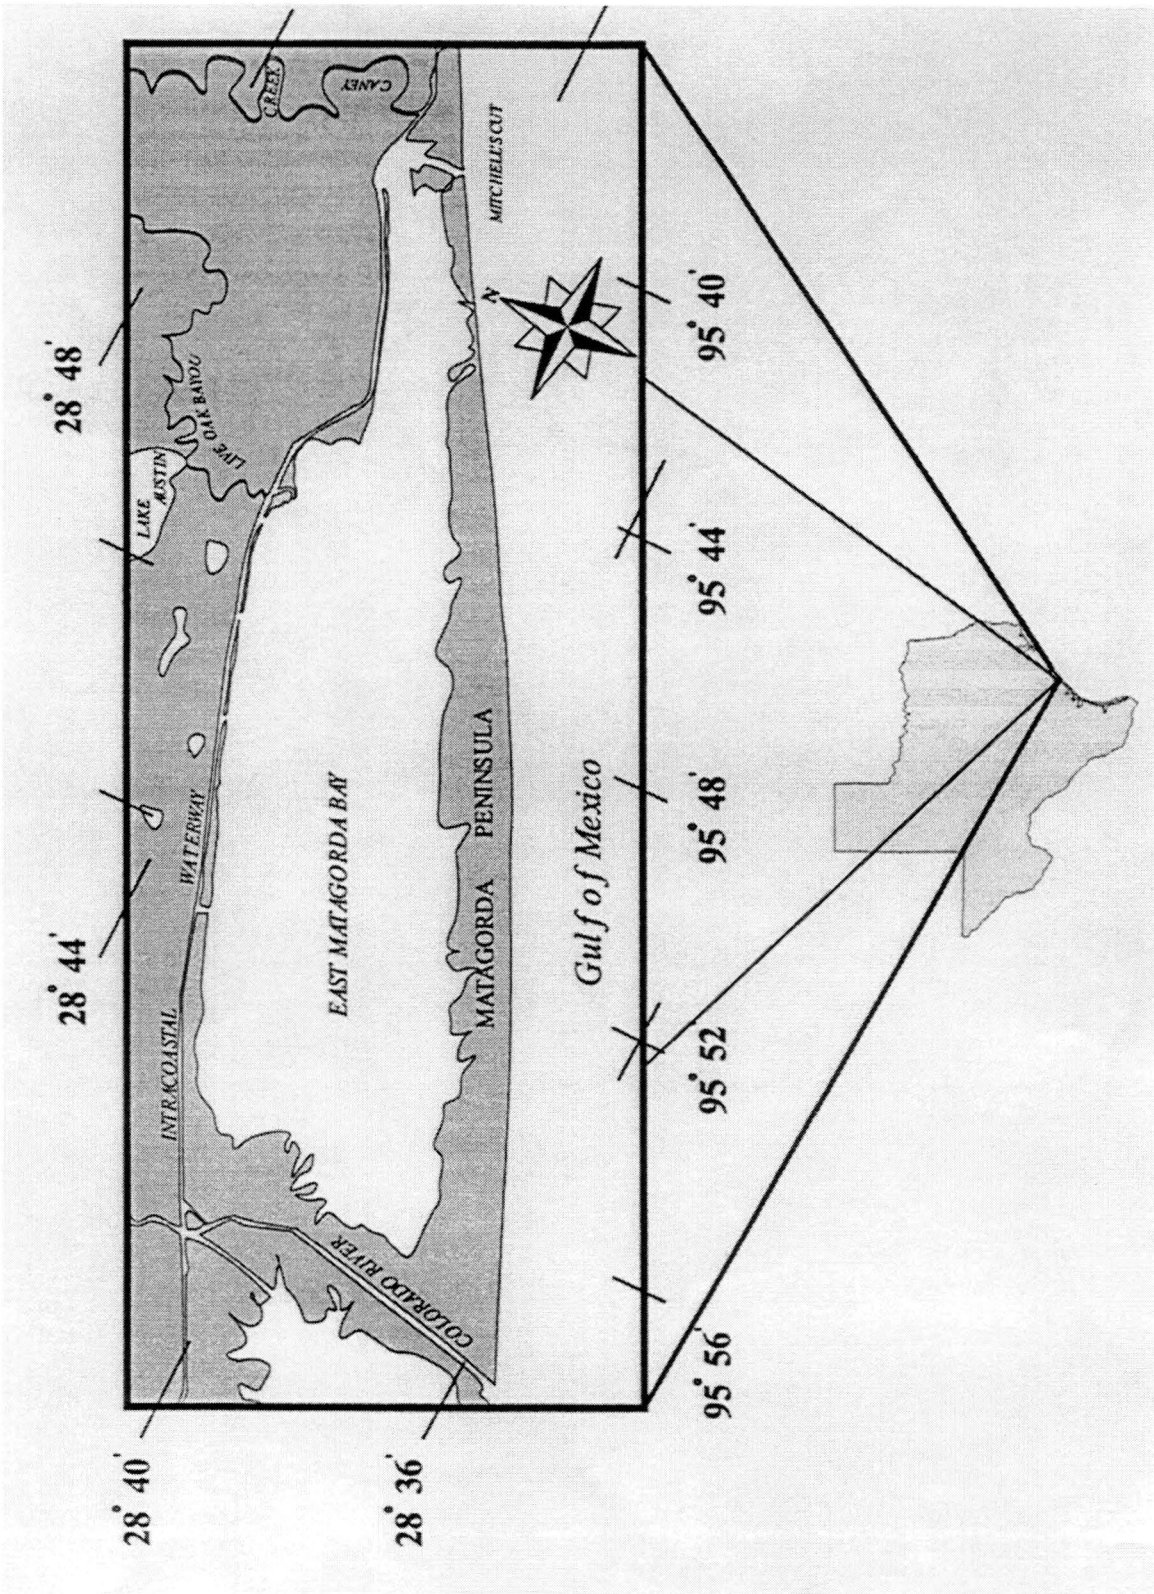 28° 48'
28° 44'
28° 40'
28° 36'
LAKE
AUSTIN
LIVE OAK BAYOU
CREEK
CANEY
INTRACOASTAL
WATERWAY
EAST MATAGORDA BAY
COLORADO RIVER
MATAGORDA PENINSULA
MITCHELL'S CUT
N
Gulf of Mexico
95° 56'
95° 52
95° 48'
95° 44'
95° 40'